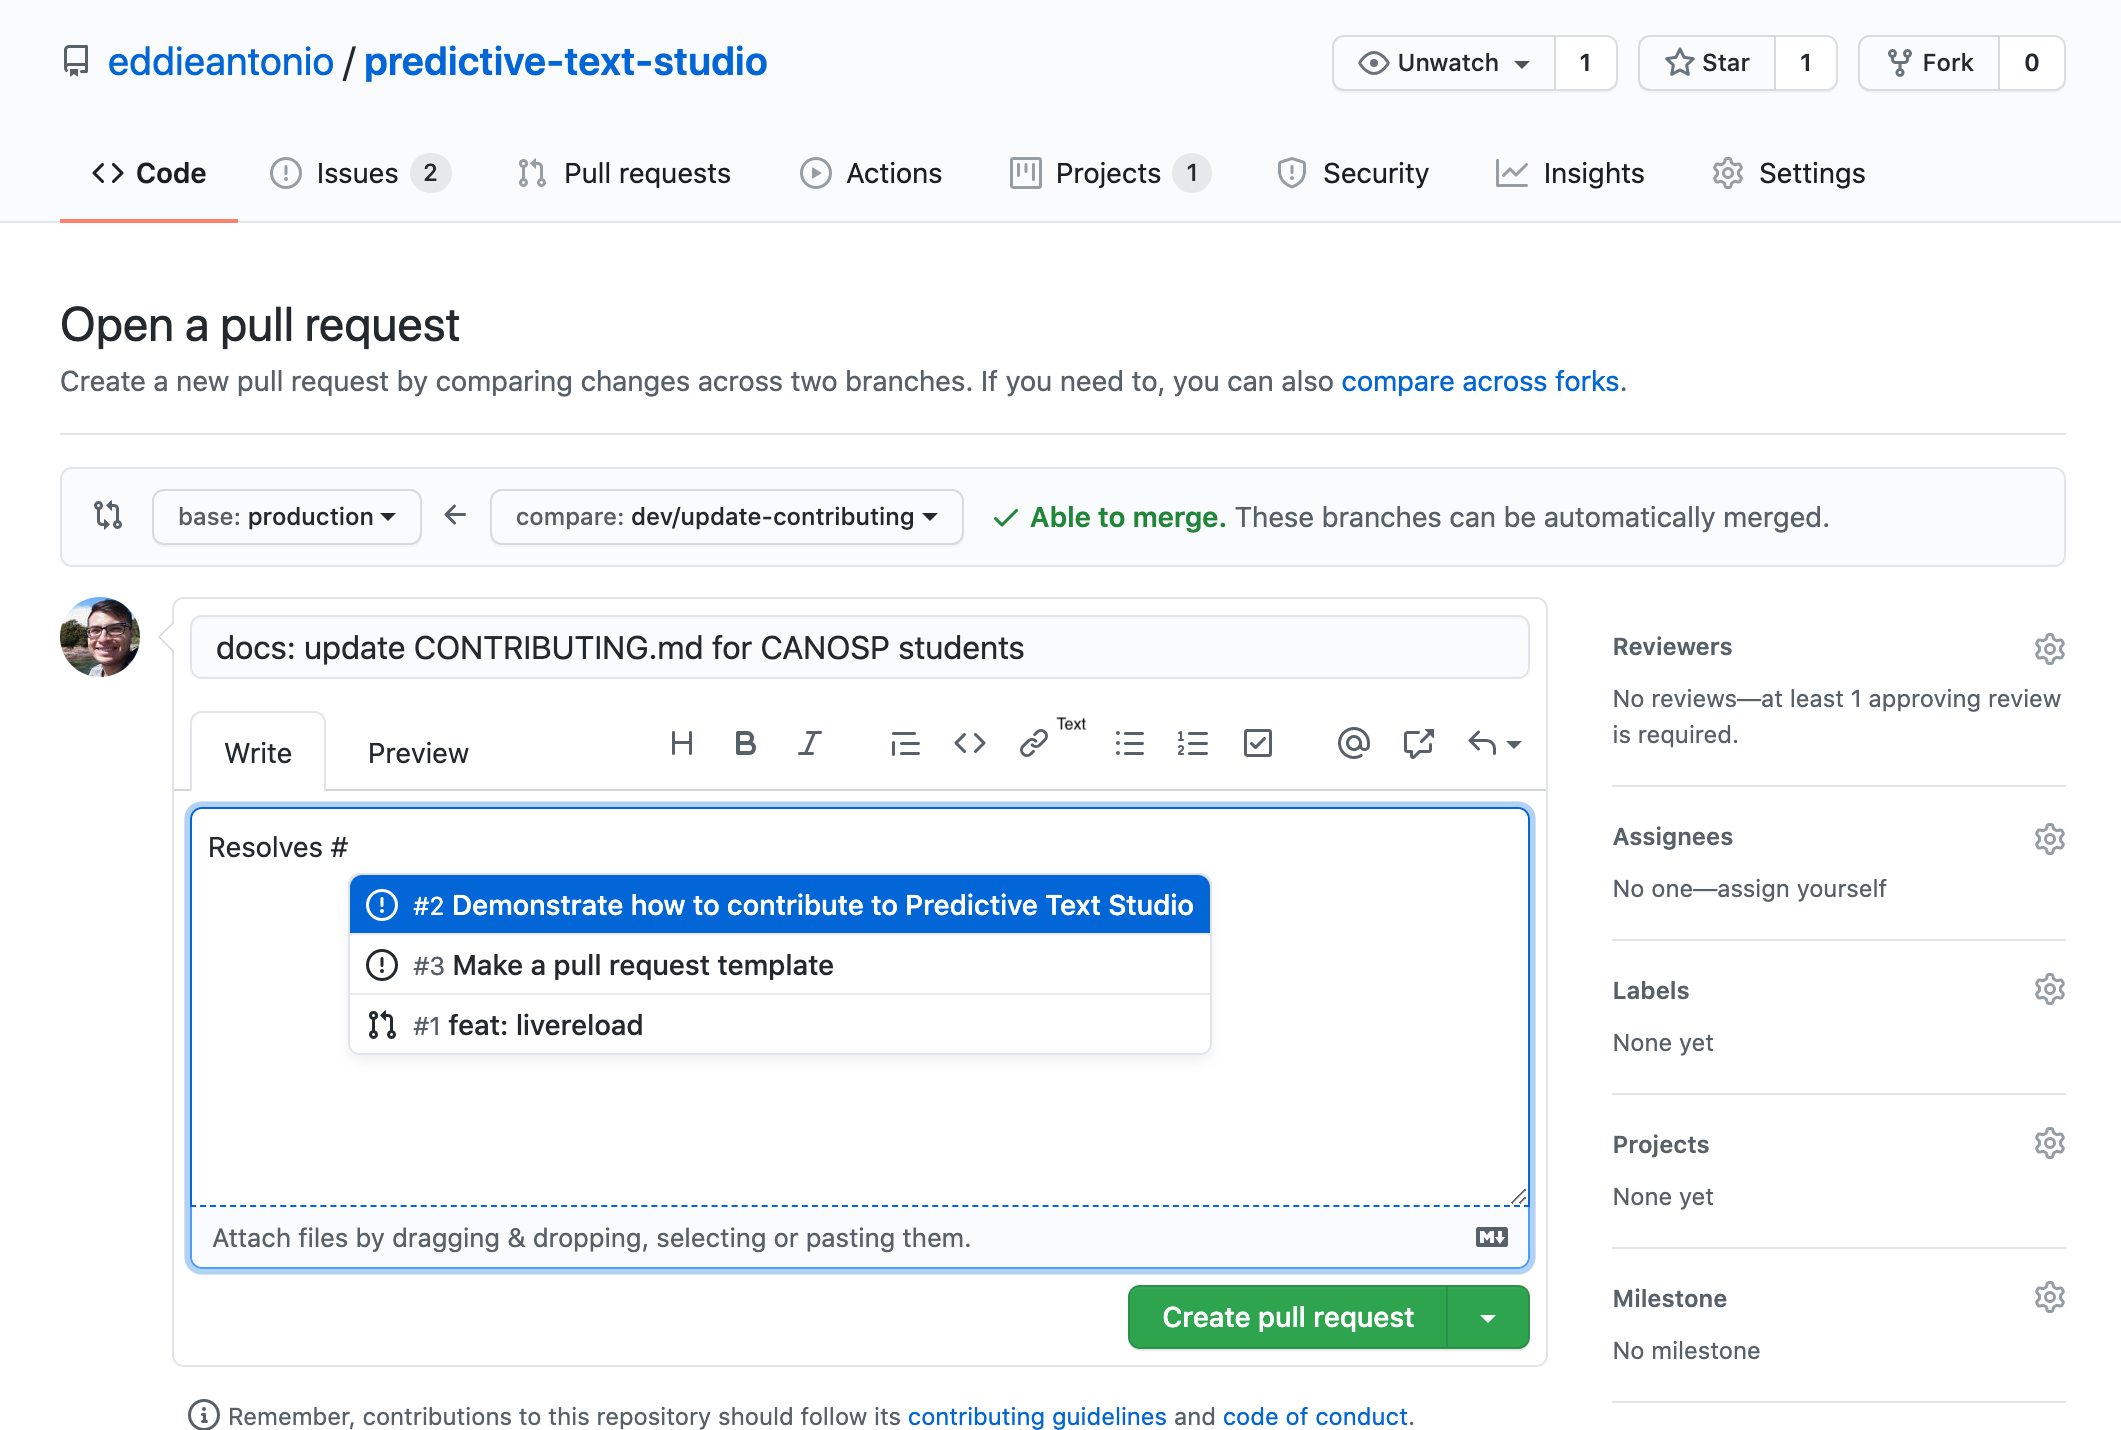 eddieantonio / predictive-text-studio
Unwatch 1
Star 1
Fork 0
Code
Issues 2
Pull requests
Actions
Projects 1
Security
Insights
Settings
Open a pull request
Create a new pull request by comparing changes across two branches. If you need to, you can also compare across forks.
base: production
compare: dev/update-contributing
Able to merge. These branches can be automatically merged.
docs: update CONTRIBUTING.md for CANOSP students
Write
Preview
Text
Resolves #
#2 Demonstrate how to contribute to Predictive Text Studio
#3 Make a pull request template
#1 feat: livereload
Attach files by dragging & dropping, selecting or pasting them.
Create pull request
Remember, contributions to this repository should follow its contributing guidelines and code of conduct.
Reviewers
No reviews—at least 1 approving review
is required.
Assignees
No one—assign yourself
Labels
None yet
Projects
None yet
Milestone
No milestone